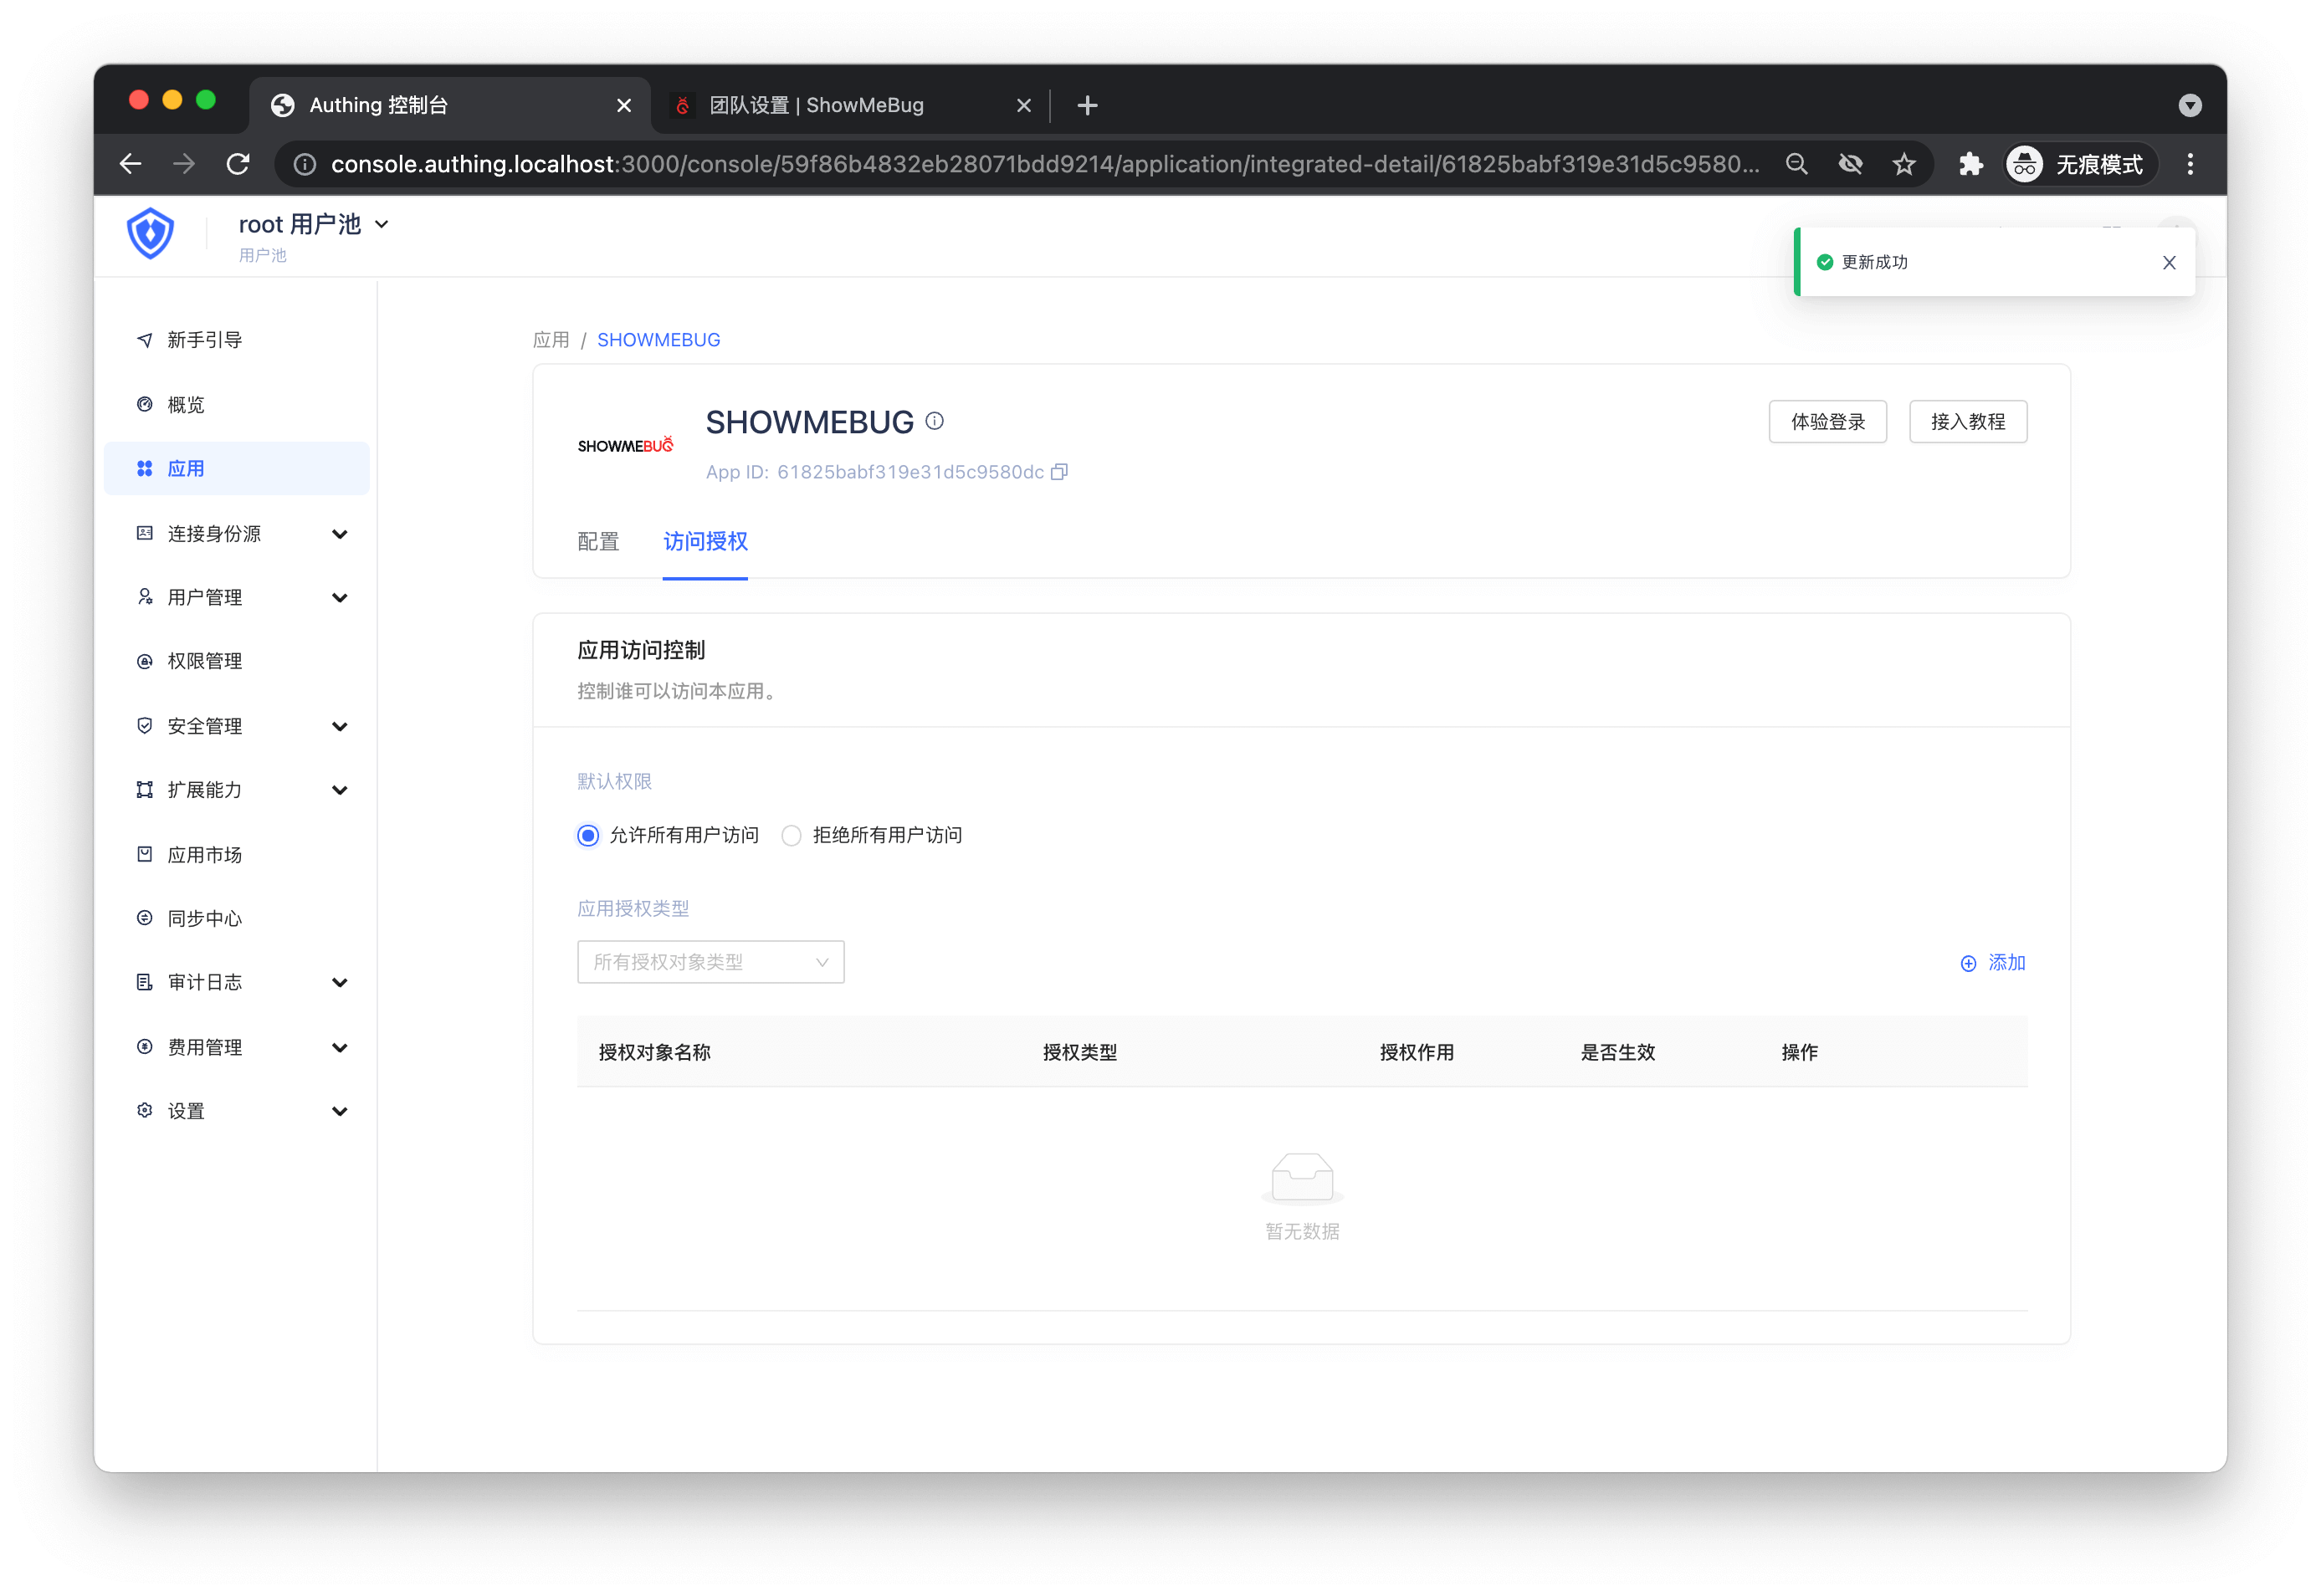 Authing 控制台
团队设置 | ShowMeBug
console.authing.localhost:3000/console/59f86b4832eb28071bdd9214/application/integrated-detail/61825babf319e31d5c9580...
无痕模式
root 用户池
用户池
更新成功
新手引导
概览
应用
连接身份源
用户管理
权限管理
安全管理
扩展能力
应用市场
同步中心
审计日志
费用管理
设置
应用 / SHOWMEBUG
SHOWMEBUG
SHOWMEBUG
App ID: 61825babf319e31d5c9580dc
体验登录
接入教程
配置
访问授权
应用访问控制
控制谁可以访问本应用。
默认权限
允许所有用户访问
拒绝所有用户访问
应用授权类型
所有授权对象类型
添加
授权对象名称 授权类型 授权作用 是否生效 操作
暂无数据